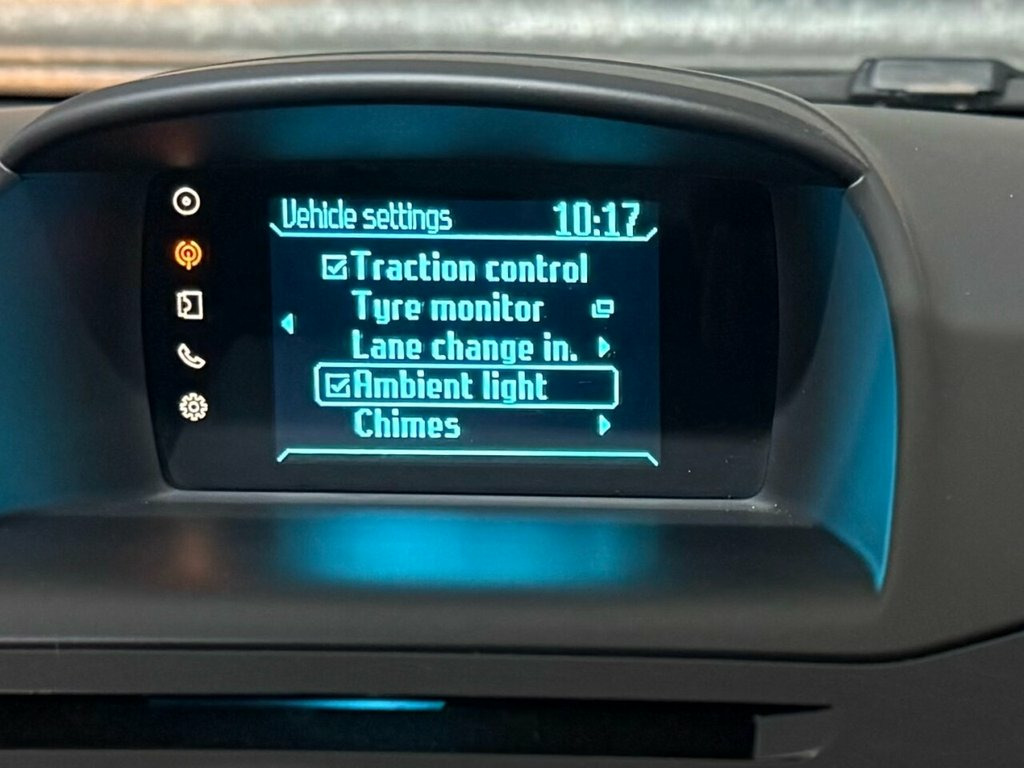 Vehicle settings 10:17
Traction control
Tyre monitor
Lane change in.
Ambient light
Chimes